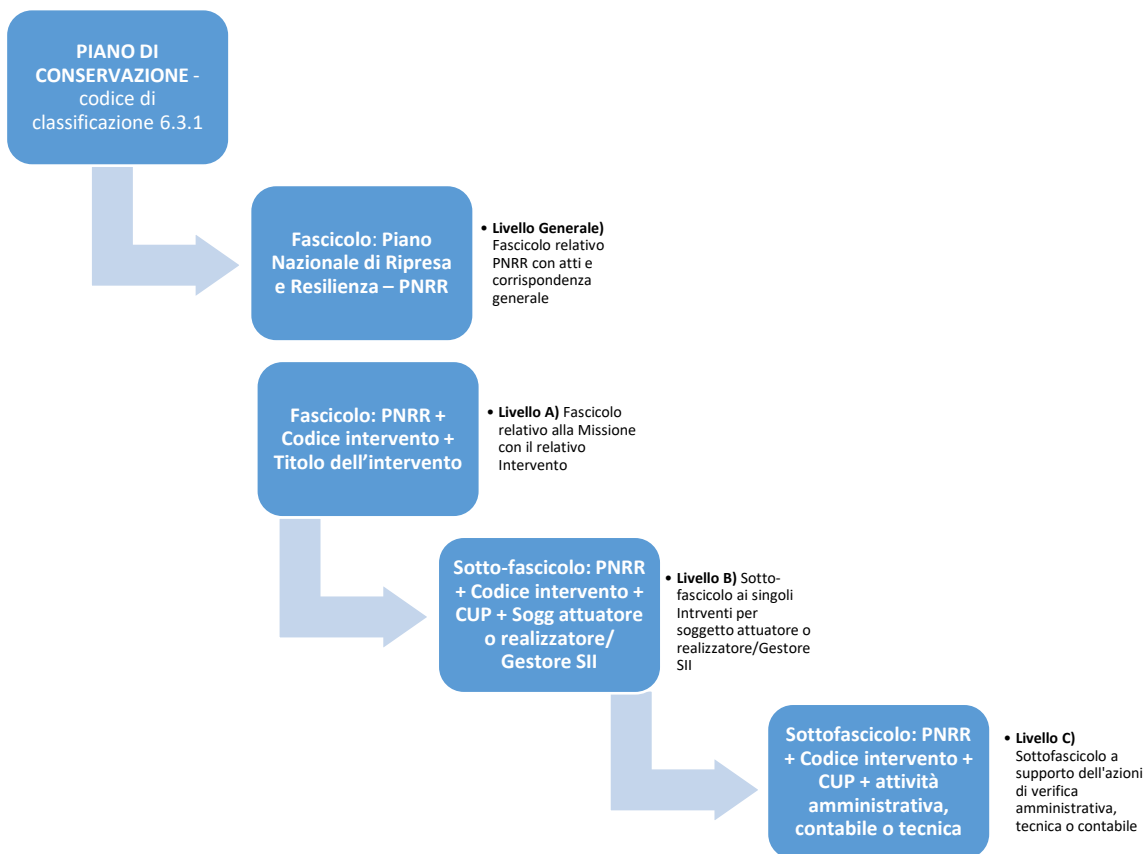 PIANO DI
CONSERVAZIONE -
codice di
classificazione 6.3.1
Fascicolo: Piano
Nazionale di Ripresa
e Resilienza – PNRR
• Livello Generale)
Fascicolo relativo
PNRR con atti e
corrispondenza
generale
Fascicolo: PNRR +
Codice intervento +
Titolo dell’intervento
• Livello A) Fascicolo
relativo alla Missione
con il relativo
Intervento
Sotto-fascicolo: PNRR
+ Codice intervento +
CUP + Sogg attuatore
o realizzatore/
Gestore SII
• Livello B) Sotto-
fascicolo ai singoli
Intrventi per
soggetto attuatore o
realizzatore/Gestore
SII
Sottofascicolo: PNRR
+ Codice intervento +
CUP + attività
amministrativa,
contabile o tecnica
• Livello C)
Sottofascicolo a
supporto dell'azioni
di verifica
amministrativa,
tecnica o contabile